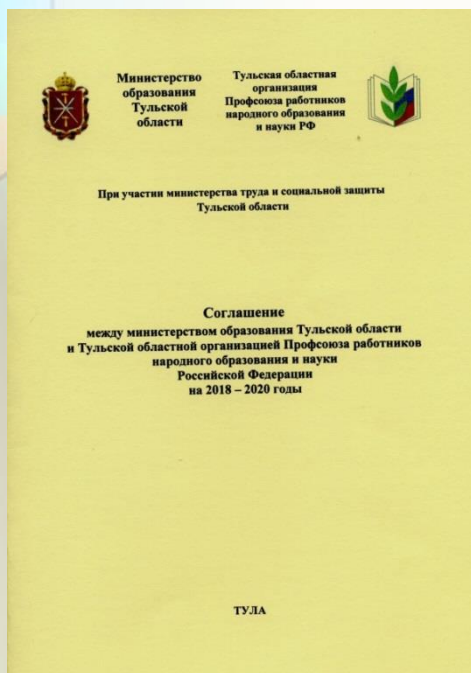 Министерство
образования
Тульской
области
Тульская областная
организация
Профсоюза работников
народного образования
и науки РФ
При участии министерства труда и социальной защиты
Тульской области
Соглашение
между министерством образования Тульской области
и Тульской областной организацией Профсоюза работников
народного образования и науки
Российской Федерации
на 2018 – 2020 годы
ТУЛА